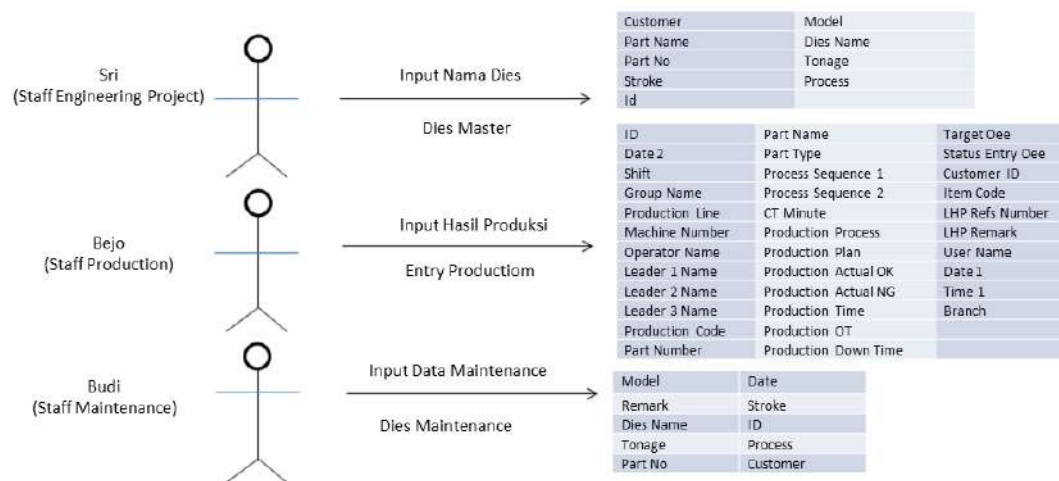 Sri
(Staff Engineering Project)
Input Nama Dies
Dies Master
Customer Model
Part Name Dies Name
Part No Tonage
Stroke Process
Id
Bejo
(Staff Production)
Input Hasil Produksi
Entry Productiom
ID Part Name Target Oee
Date 2 Part Type Status Entry Oee
Shift Process Sequence 1 Customer ID
Group Name Process Sequence 2 Item Code
Production Line CT Minute LHP Refs Number
Machine Number Production Process LHP Remark
Operator Name Production Plan User Name
Leader 1 Name Production Actual OK Date 1
Leader 2 Name Production Actual NG Time 1
Leader 3 Name Production Time Branch
Production Code Production OT
Part Number Production Down Time
Budi
(Staff Maintenance)
Input Data Maintenance
Dies Maintenance
Model Date
Remark Stroke
Dies Name ID
Tonage Process
Part No Customer